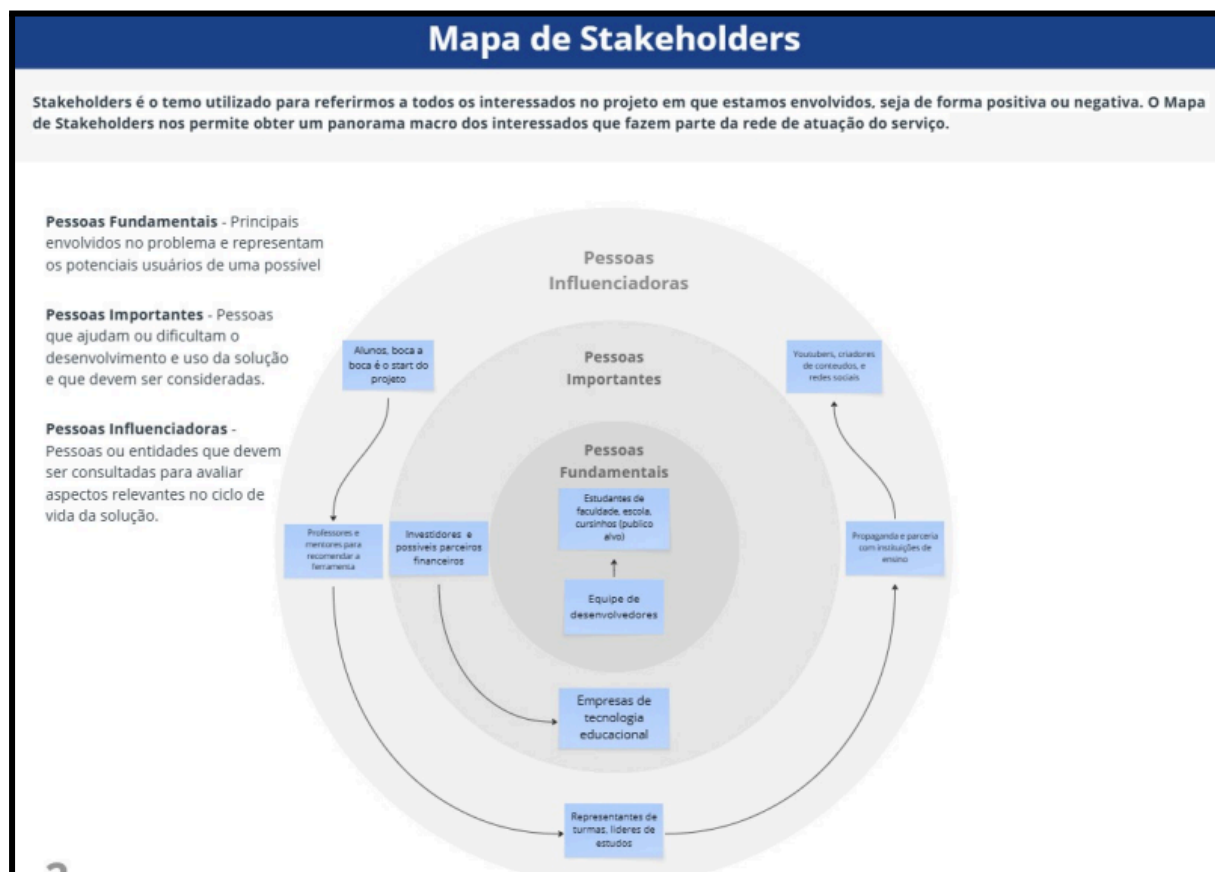 Mapa de Stakeholders
Stakeholders é o temo utilizado para referirmos a todos os interessados no projeto em que estamos envolvidos, seja de forma positiva ou negativa. O Mapa
de Stakeholders nos permite obter um panorama macro dos interessados que fazem parte da rede de atuação do serviço.
Pessoas Fundamentais - Principais
envolvidos no problema e representam
os potenciais usuários de uma possível
Pessoas Importantes - Pessoas
que ajudam ou dificultam o
desenvolvimento e uso da solução
e que devem ser consideradas.
Pessoas Influenciadoras -
Pessoas ou entidades que devem
ser consultadas para avaliar
aspectos relevantes no ciclo de
vida da solução.
Pessoas
Influenciadoras
Alunos, boca a
boca é o start do
projeto
Pessoas
Importantes
Youtubers, criadores
de conteudos, e
redes sociais
Pessoas
Fundamentais
Estudantes de
faculdade, escola,
cursinhos (publico
alvo)
Professores e
mentores para
recomendar a
ferramenta
Investidores e
possiveis parceiros
financeiros
Propaganda e parceria
com instituições de
ensino
Equipe de
desenvolvedores
Empresas de
tecnologia
educacional
Representantes de
turmas, lideres de
estudos